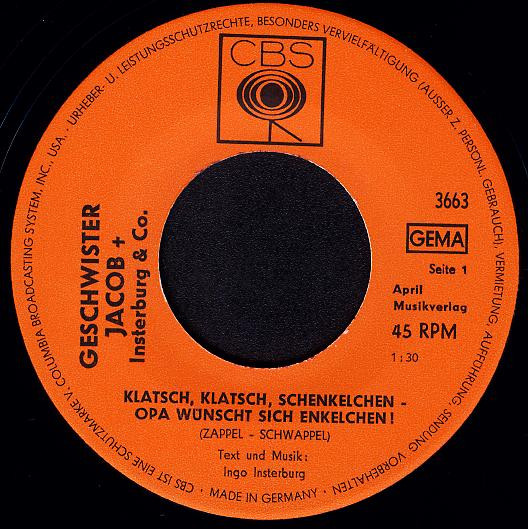 CBS IST EINE SCHUTZMARKE V. COLUMBIA BROADCASTING SYSTEM, INC., USA. · URHEBER- U. LEISTUNGSSCHUTZRECHTE, BESONDERS VERVIELFÄLTIGUNG (AUSSER Z. PERSÖNL. GEBRAUCH), VERMIETUNG, AUFFÜHRUNG, SENDUNG VORBEHALTEN · MADE IN GERMANY ·
CBS
GESCHWISTER
JACOB +
Insterburg & Co.
3663
GEMA
Seite 1
April
Musikverlag
45 RPM
1:30
KLATSCH, KLATSCH, SCHENKELCHEN -
OPA WÜNSCHT SICH ENKELCHEN!
(ZAPPEL - SCHWAPPEL)
Text und Musik:
Ingo Insterburg